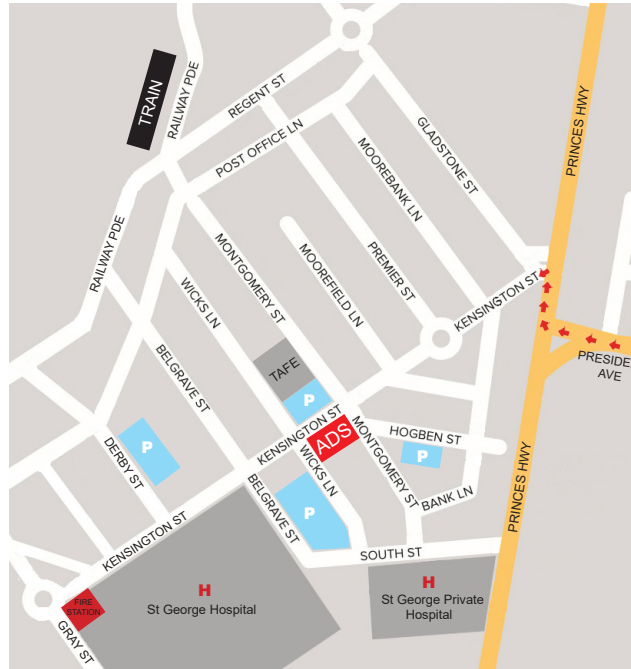 TRAIN
RAILWAY PDE
REGENT ST
POST OFFICE LN
GLADSTONE ST
PRINCES HWY
MOOREBANK LN
MONTGOMERY ST
MOOREFIELD LN
PREMIER ST
RAILWAY PDE
WICKS LN
KENSINGTON ST
PRESIDE
AVE
BELGRAVE ST
TAFE
P
KENSINGTON ST
ADS
HOGBEN ST
P
DERBY ST
P
WICKS LN
MONTGOMERY ST
BANK LN
PRINCES HWY
BELGRAVE ST
P
KENSINGTON ST
SOUTH ST
H
St George Hospital
H
St George Private
Hospital
FIRE
STATION
GRAY ST